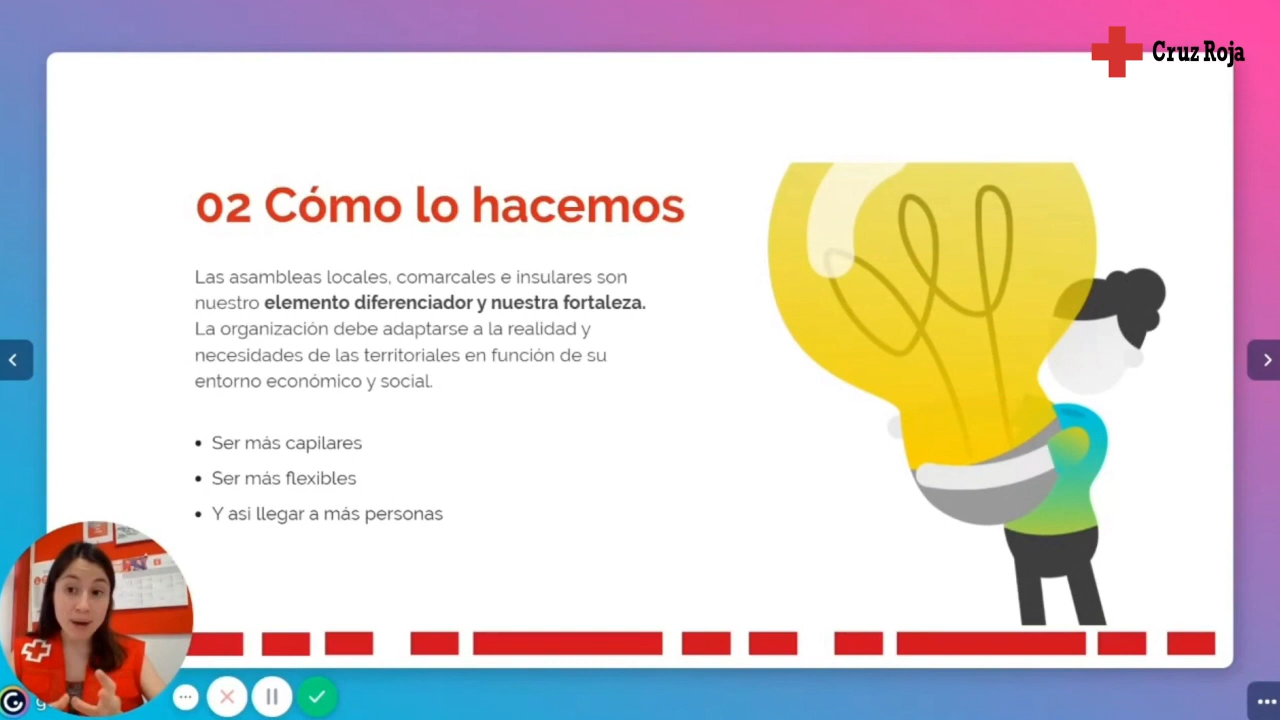 Cruz Roja
02 Cómo lo hacemos
Las asambleas locales, comarcales e insulares son
nuestro elemento diferenciador y nuestra fortaleza.
La organización debe adaptarse a la realidad y
necesidades de las territoriales en función de su
entorno económico y social.
• Ser más capilares
• Ser más flexibles
• Y asi llegar a más personas